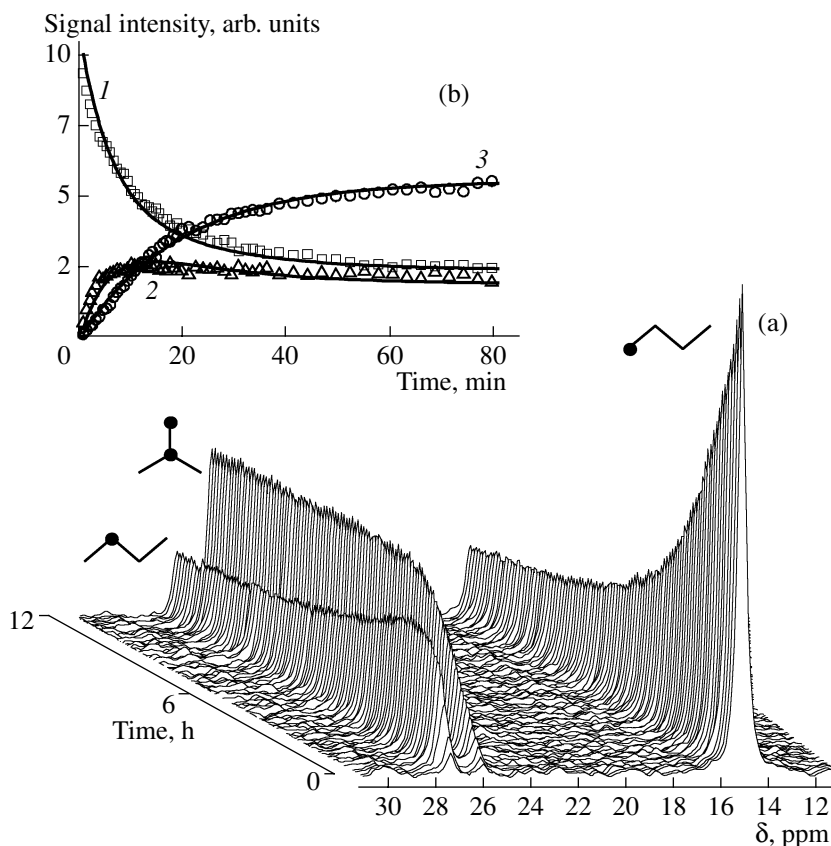 Signal intensity, arb. units
10
7
5
2
0
1
2
3
(b)
20 40 60 80
Time, min
(a)
12
6
0
Time, h
30 28 26 24 22 20 18 16 14 12
δ, ppm